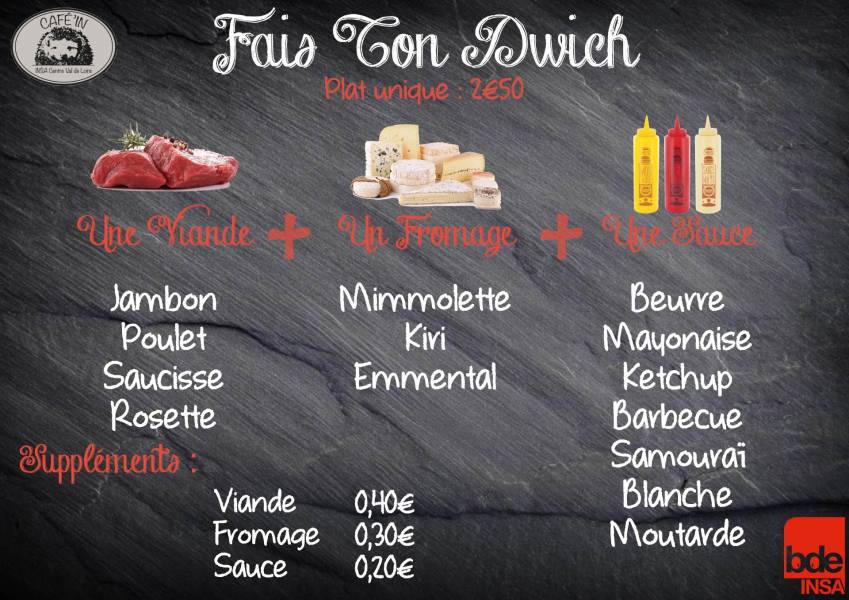 CAFÉ'IN
INSA Centre Val de Loire
Fais Ton Dwich
Plat unique : 2€50
Une Viande + Un Fromage + Une Sauce
Jambon
Poulet
Saucisse
Rosette
Mimmolette
Kiri
Emmental
Beurre
Mayonaise
Ketchup
Barbecue
Samouraï
Blanche
Moutarde
Suppléments :
Viande 0,40€
Fromage 0,30€
Sauce 0,20€
bde
INSA